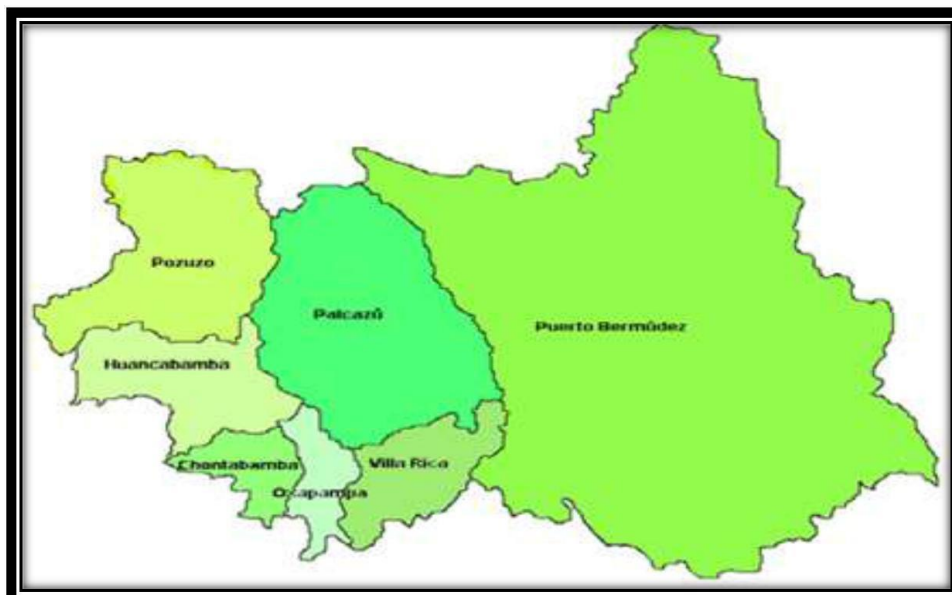 Pozuzo
Palcazú
Puerto Bermúdez
Huancabamba
Chontabamba
Villa Rica
Oxapampa